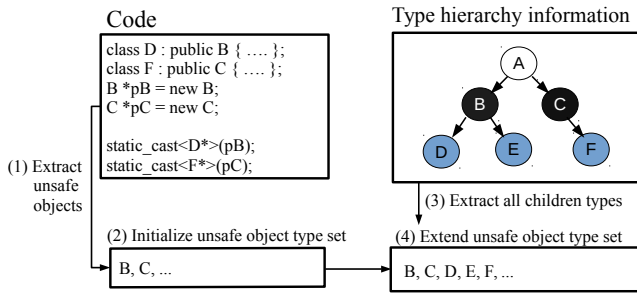 Code
class D : public B { .... };
class F : public C { .... };
B *pB = new B;
C *pC = new C;
static_cast<D*>(pB);
static_cast<F*>(pC);
Type hierarchy information
A
B
C
D
E
F
(1) Extract
unsafe
objects
(2) Initialize unsafe object type set
B, C, ...
(3) Extract all children types
(4) Extend unsafe object type set
B, C, D, E, F, ...